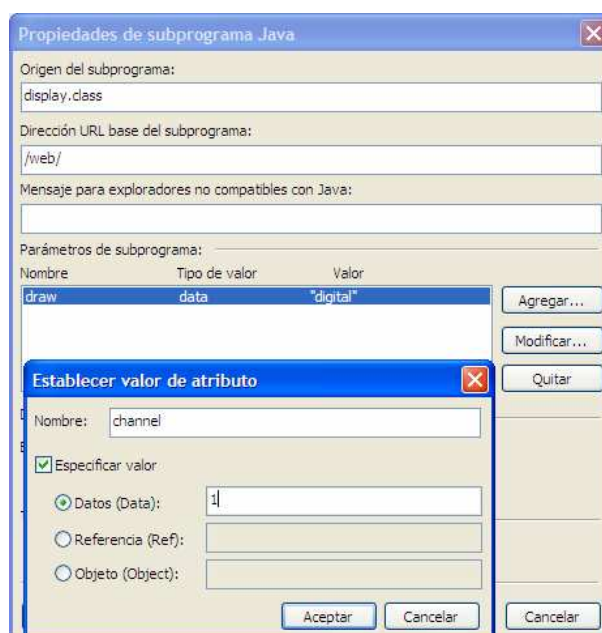 Propiedades de subprograma Java
Origen del subprograma:
display.class
Dirección URL base del subprograma:
/web/
Mensaje para exploradores no compatibles con Java:
Parámetros de subprograma:
Nombre Tipo de valor Valor
draw data "digital"
Agregar...
Modificar...
Quitar
Establecer valor de atributo
Nombre: channel
Especificar valor
Datos (Data): 1
Referencia (Ref):
Objeto (Object):
Aceptar Cancelar
Cancelar